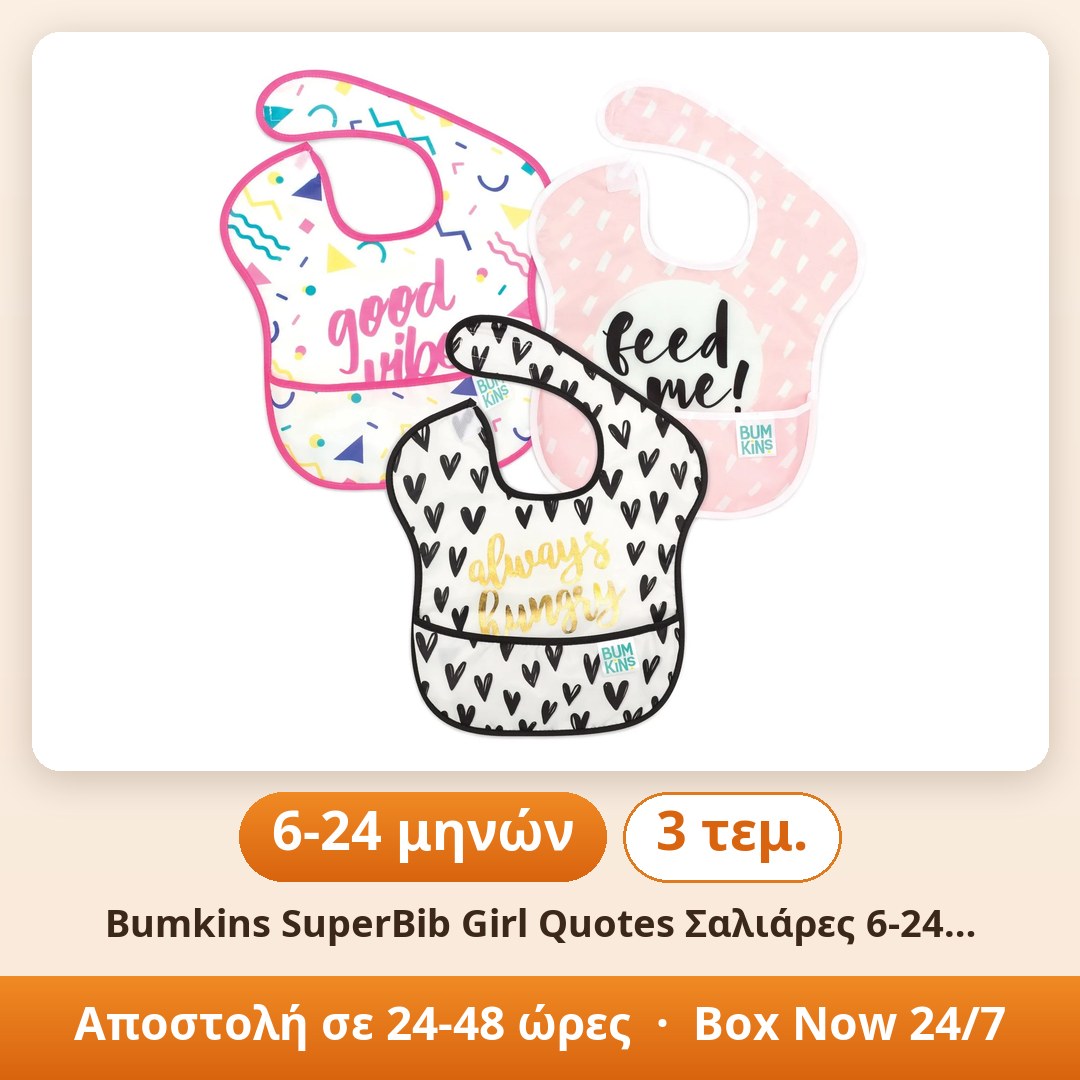 good
vibe
feed
me!
BUM
KiNS
BUM
KiNS
always
hungry
BUM
KiNS
6-24 μηνών
3 τεμ.
Bumkins SuperBib Girl Quotes Σαλιάρες 6-24...
Αποστολή σε 24-48 ώρες · Box Now 24/7